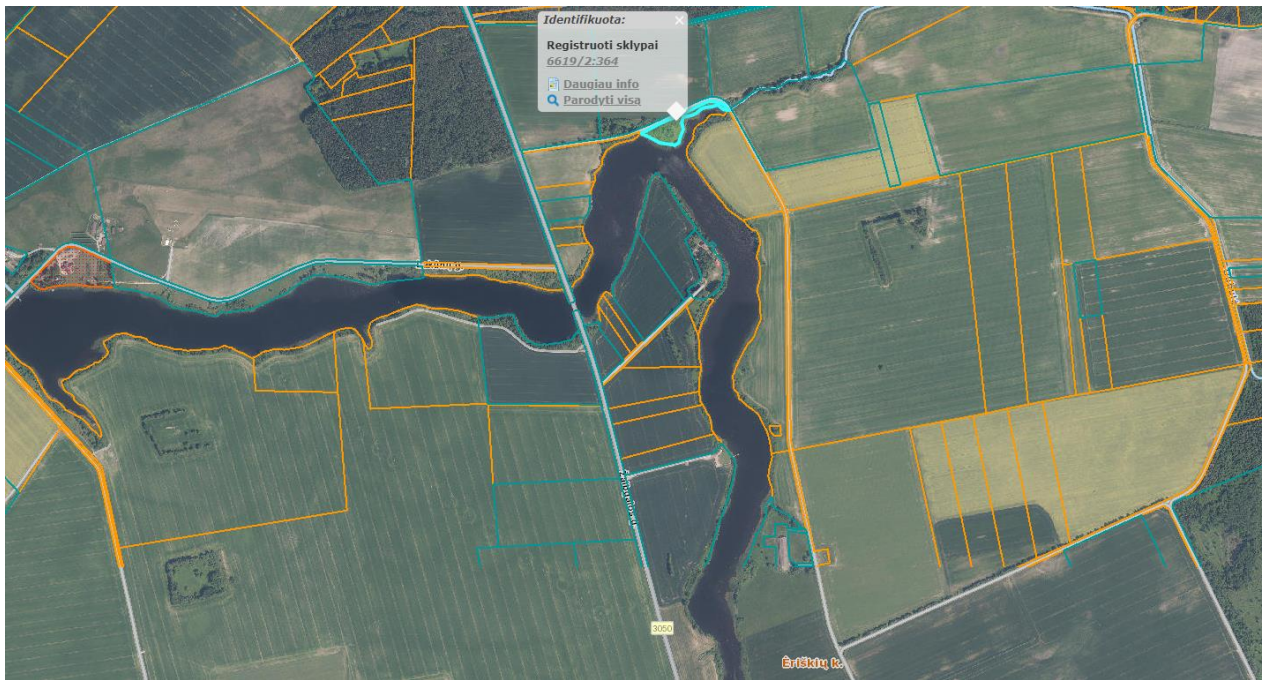 Identifikuota:
Registruoti sklypai
6619/2:364
Daugiau info
Parodyti visą
3050
Ėriškių k.